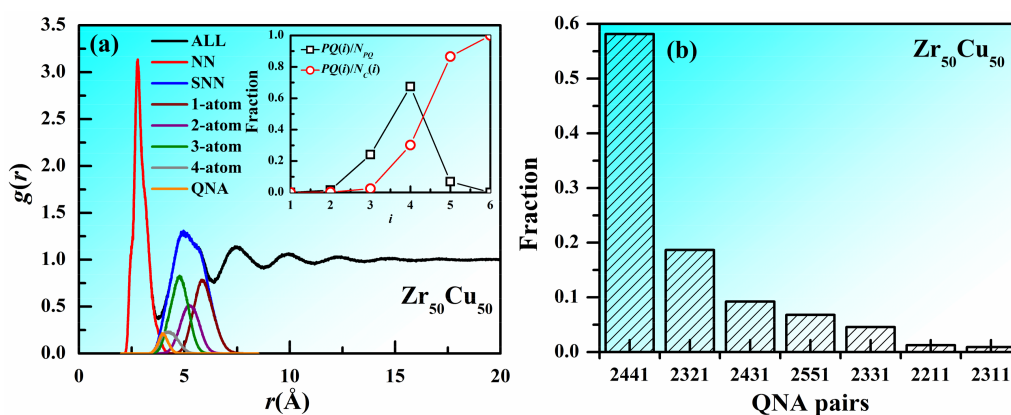 (a)
ALL
NN
SNN
1-atom
2-atom
3-atom
4-atom
QNA
g(r)
3.5
3.0
2.5
2.0
1.5
1.0
0.5
0.0
0 5 10 15 20
r(Å)
Zr50Cu50
PQ(i)/N_PQ
PQ(i)/N_C(i)
Fraction
1.0
0.8
0.6
0.4
0.2
0.0
1 2 3 4 5 6
i
(b)
Zr50Cu50
Fraction
0.6
0.5
0.4
0.3
0.2
0.1
0.0
2441 2321 2431 2551 2331 2211 2311
QNA pairs